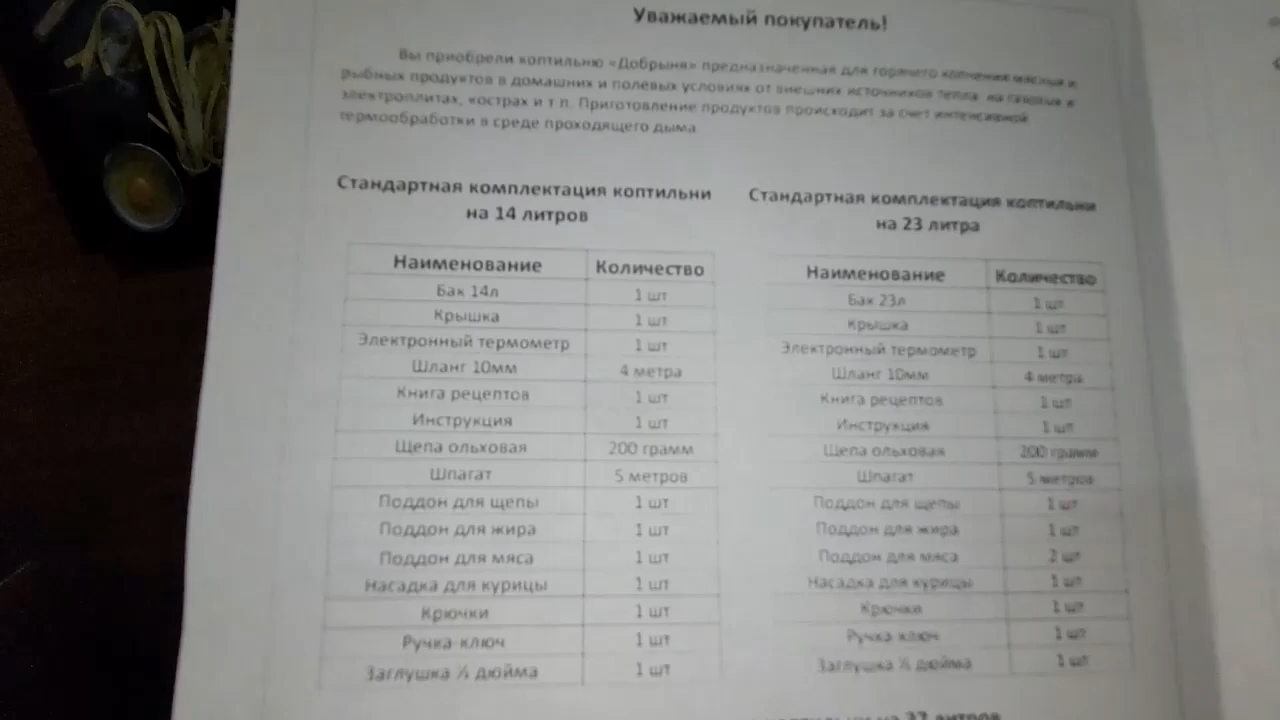 Уважаемый покупатель!
Вы приобрели коптильню «Добрыня» предназначенная для горячего копчения мясных и
рыбных продуктов в домашних и полевых условиях от внешних источников тепла на газовых и
электроплитах, кострах и т.п. Приготовление продуктов происходит за счет интенсивной
термообработки в среде проходящего дыма.
Стандартная комплектация коптильни
на 14 литров
Наименование Количество
Бак 14л 1 шт
Крышка 1 шт
Электронный термометр 1 шт
Шланг 10мм 4 метра
Книга рецептов 1 шт
Инструкция 1 шт
Щепа ольховая 200 грамм
Шпагат 5 метров
Поддон для щепы 1 шт
Поддон для жира 1 шт
Поддон для мяса 1 шт
Насадка для курицы 1 шт
Крючки 1 шт
Ручка-ключ 1 шт
Заглушка ½ дюйма 1 шт
Стандартная комплектация коптильни
на 23 литра
Наименование Количество
Бак 23л 1 шт
Крышка 1 шт
Электронный термометр 1 шт
Шланг 10мм 4 метра
Книга рецептов 1 шт
Инструкция 1 шт
Щепа ольховая 200 грамм
Шпагат 5 метров
Поддон для щепы 1 шт
Поддон для жира 1 шт
Поддон для мяса 2 шт
Насадка для курицы 1 шт
Крючки 1 шт
Ручка-ключ 1 шт
Заглушка ½ дюйма 1 шт
на 37 литров